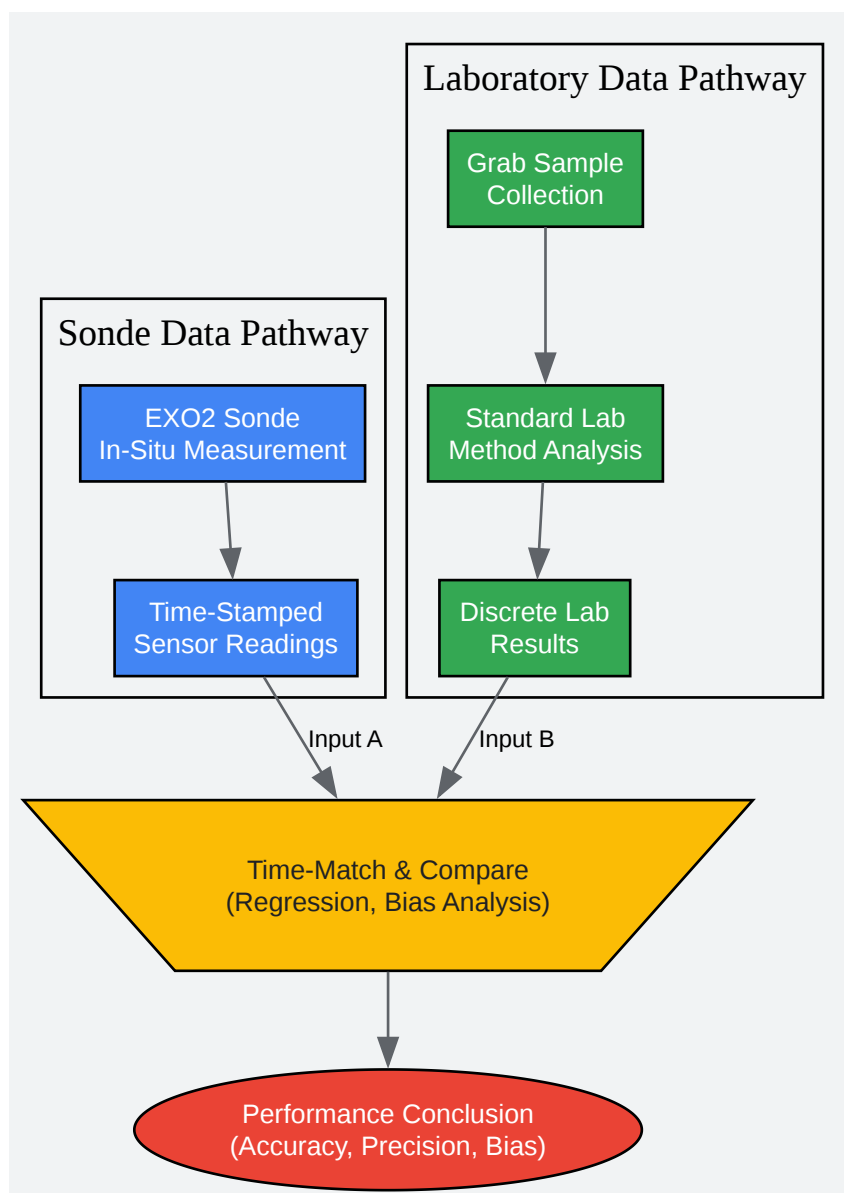 Laboratory Data Pathway
Grab Sample
Collection
Sonde Data Pathway
EXO2 Sonde
In-Situ Measurement
Standard Lab
Method Analysis
Time-Stamped
Sensor Readings
Discrete Lab
Results
Input A
Input B
Time-Match & Compare
(Regression, Bias Analysis)
Performance Conclusion
(Accuracy, Precision, Bias)